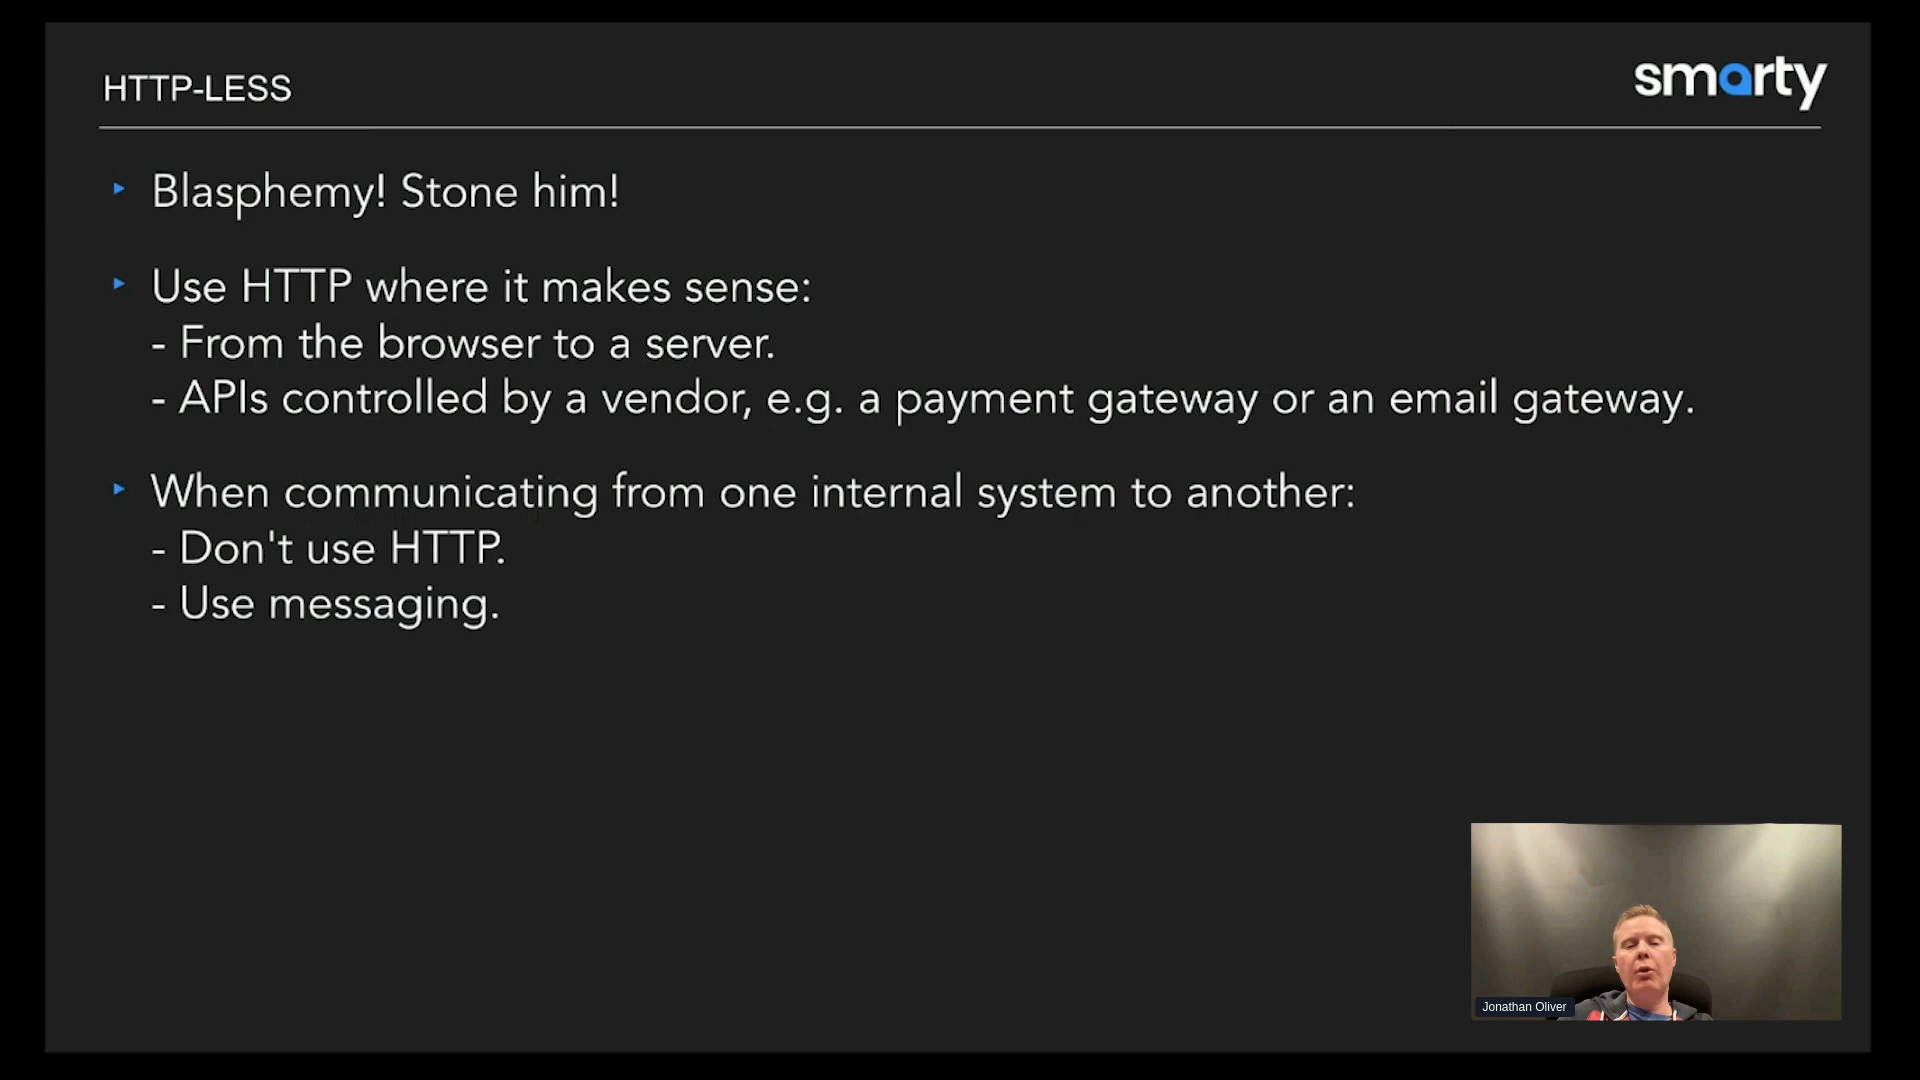 HTTP-LESS
smarty
Blasphemy! Stone him!
Use HTTP where it makes sense:
- From the browser to a server.
- APIs controlled by a vendor, e.g. a payment gateway or an email gateway.
When communicating from one internal system to another:
- Don't use HTTP.
- Use messaging.
Jonathan Oliver